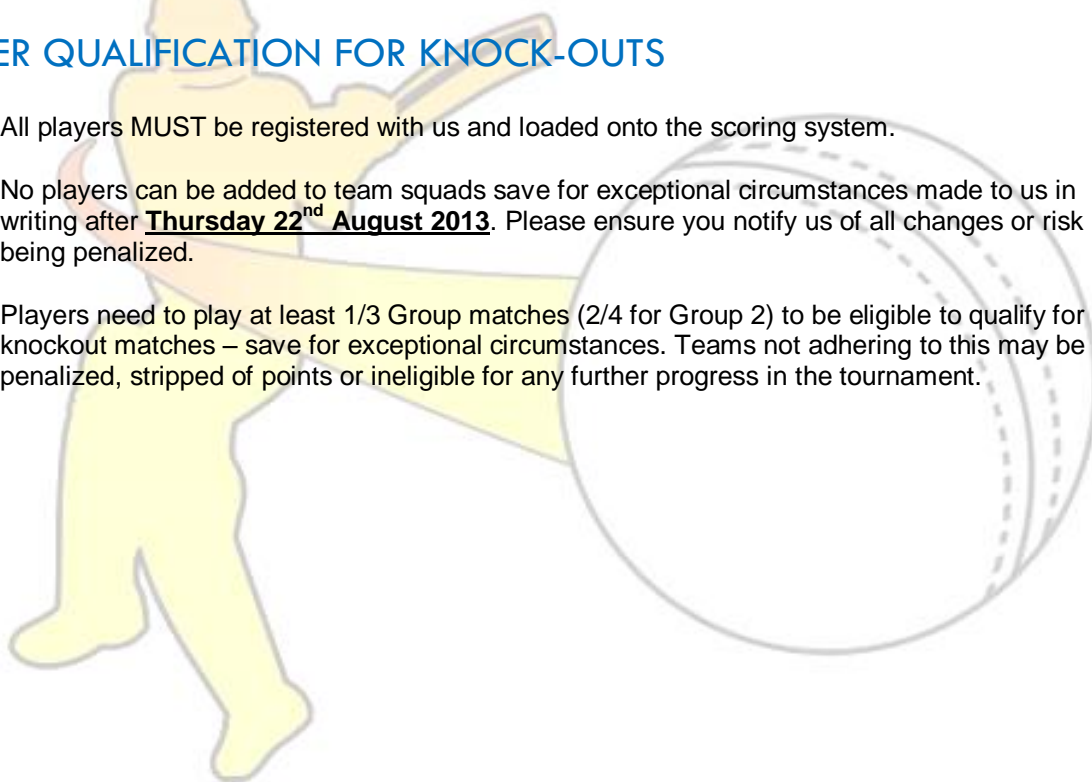 ER QUALIFICATION FOR KNOCK-OUTS
All players MUST be registered with us and loaded onto the scoring system.
No players can be added to team squads save for exceptional circumstances made to us in
writing after Thursday 22nd August 2013. Please ensure you notify us of all changes or risk
being penalized.
Players need to play at least 1/3 Group matches (2/4 for Group 2) to be eligible to qualify for
knockout matches – save for exceptional circumstances. Teams not adhering to this may be
penalized, stripped of points or ineligible for any further progress in the tournament.